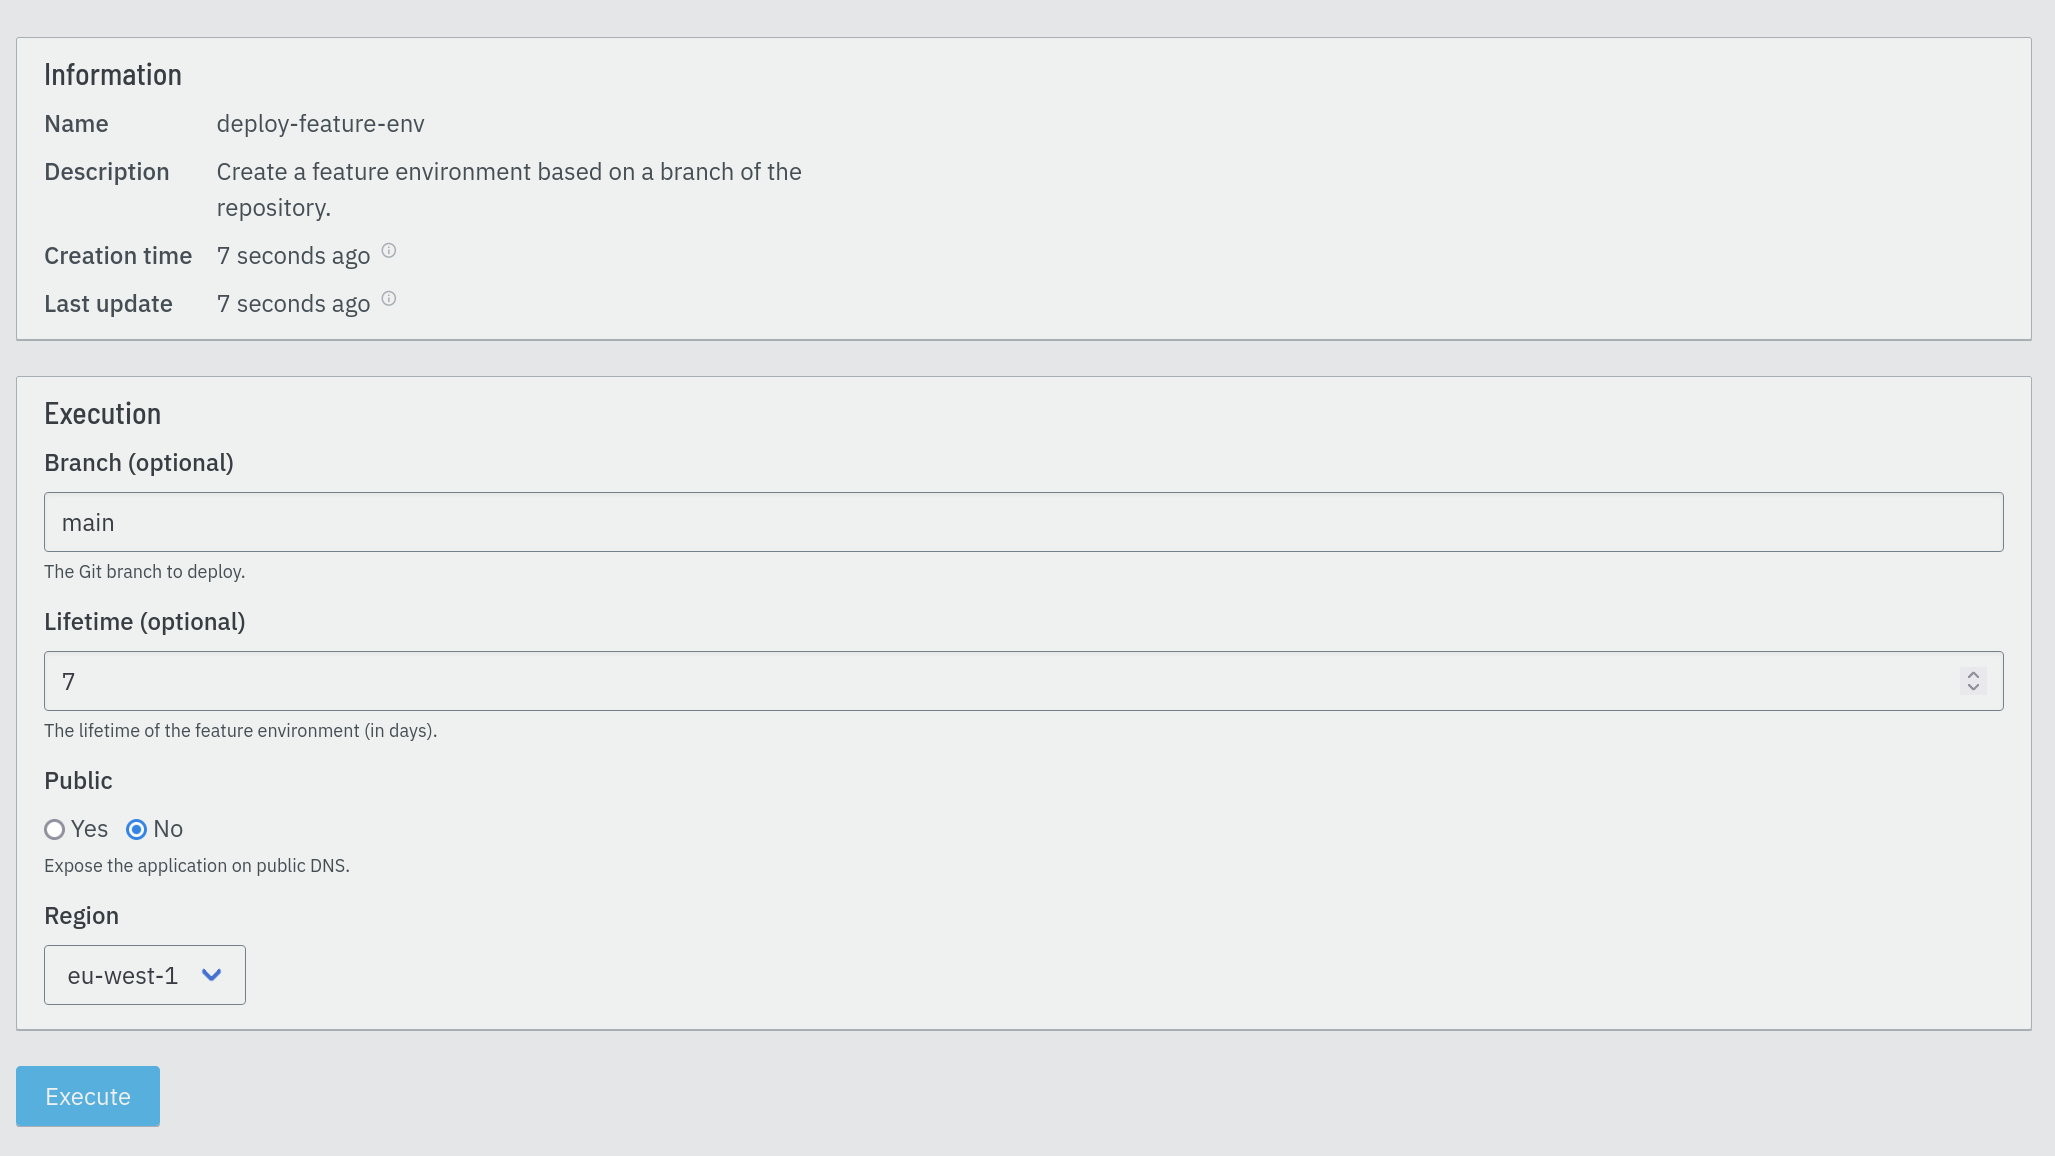 Information
Name deploy-feature-env
Description Create a feature environment based on a branch of the
repository.
Creation time 7 seconds ago
Last update 7 seconds ago
Execution
Branch (optional)
main
The Git branch to deploy.
Lifetime (optional)
7
The lifetime of the feature environment (in days).
Public
Yes No
Expose the application on public DNS.
Region
eu-west-1
Execute